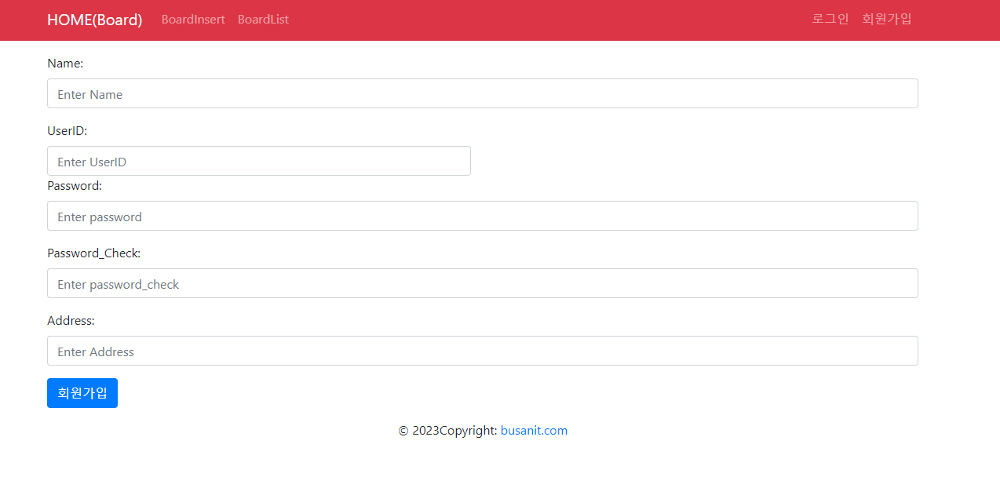 HOME(Board) BoardInsert BoardList 로그인 회원가입
Name:
Enter Name
UserID:
Enter UserID
Password:
Enter password
Password_Check:
Enter password_check
Address:
Enter Address
회원가입
© 2023Copyright: busanit.com